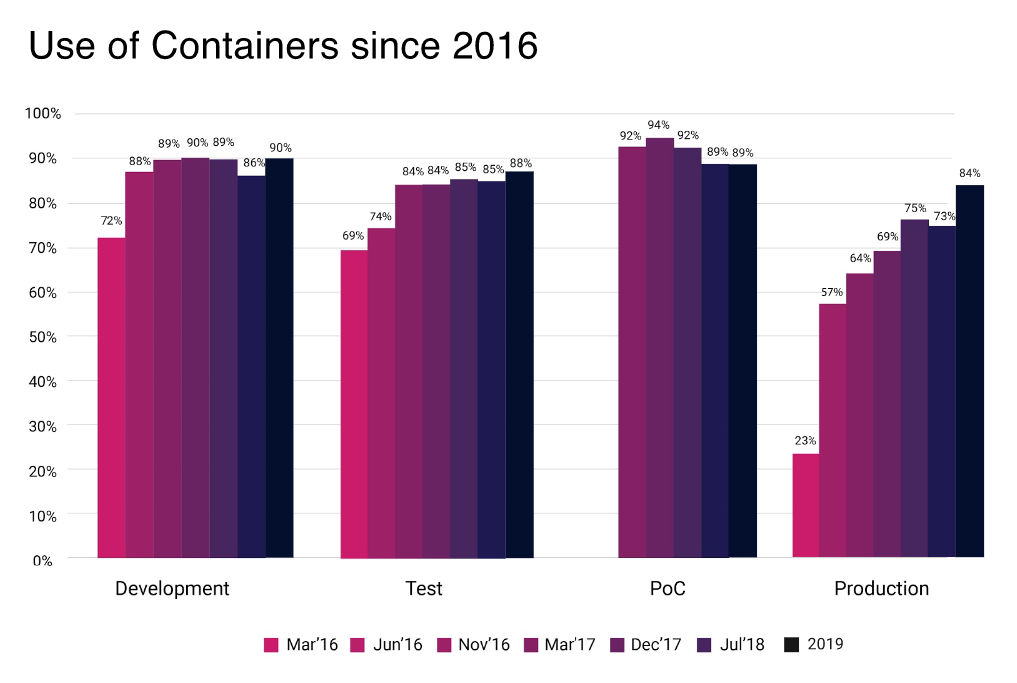 Use of Containers since 2016
100%
90%
80%
70%
60%
50%
40%
30%
20%
10%
0%
72% 88% 89% 90% 89% 86% 90%
69% 74% 84% 84% 85% 85% 88%
92% 94% 92% 89% 89%
23% 57% 64% 69% 75% 73% 84%
Development Test PoC Production
Mar'16 Jun'16 Nov'16 Mar'17 Dec'17 Jul'18 2019